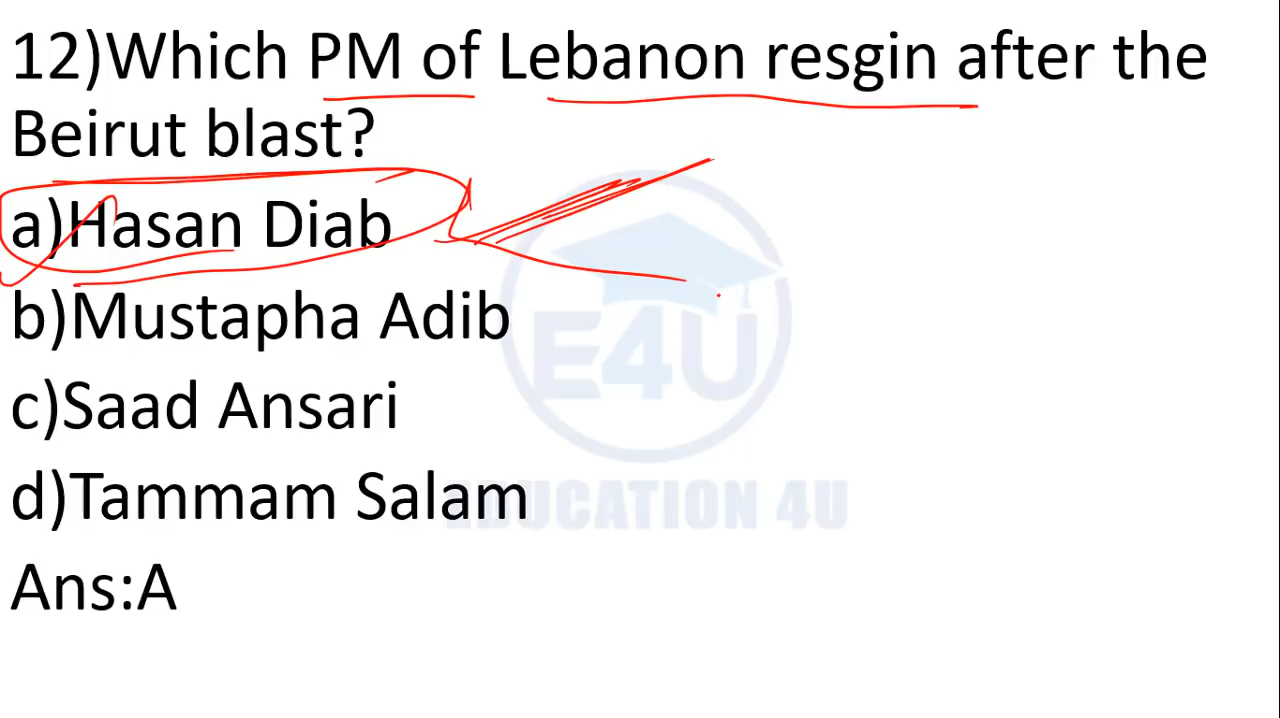 12)Which PM of Lebanon resgin after the
Beirut blast?
a)Hasan Diab
b)Mustapha Adib
c)Saad Ansari
d)Tammam Salam
Ans:A
E4U
EDUCATION 4U